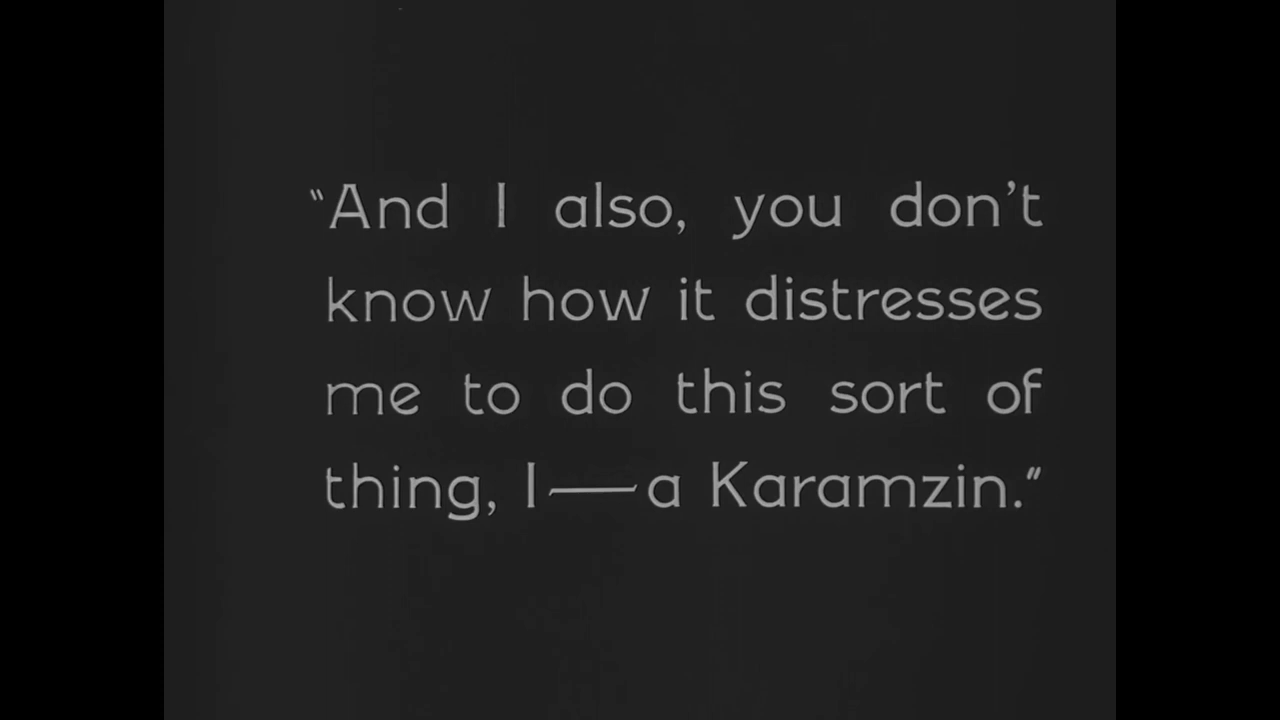 "And I also, you don't
know how it distresses
me to do this sort of
thing, I—a Karamzin."